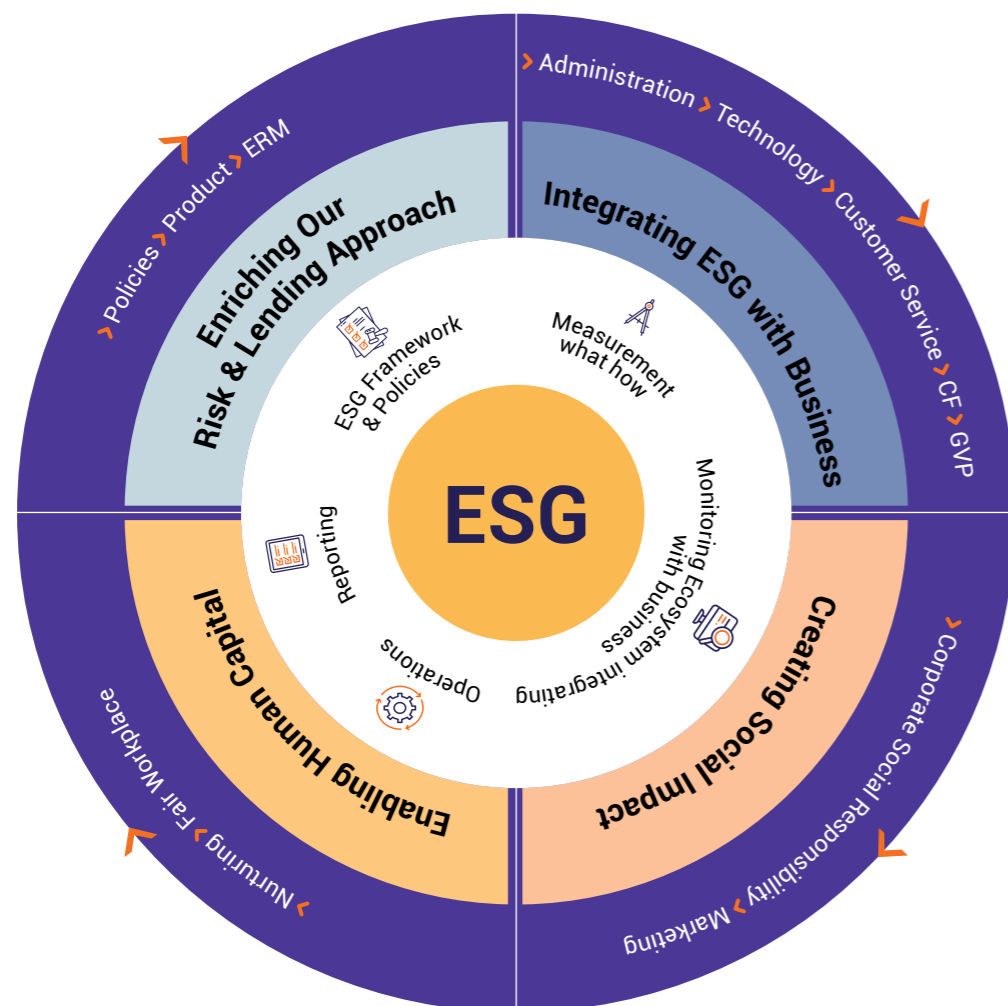 Administration
Technology
Customer Service
CF
GVP
Corporate Social Responsibility
Marketing
Nurturing
Fair Workplace
Policies
Product
ERM
Enriching Our
Risk & Lending Approach
Integrating ESG with Business
Creating Social Impact
Enabling Human Capital
ESG Framework
& Policies
Measurement
what how
Monitoring Ecosystem integrating
with business
Operations
Reporting
ESG